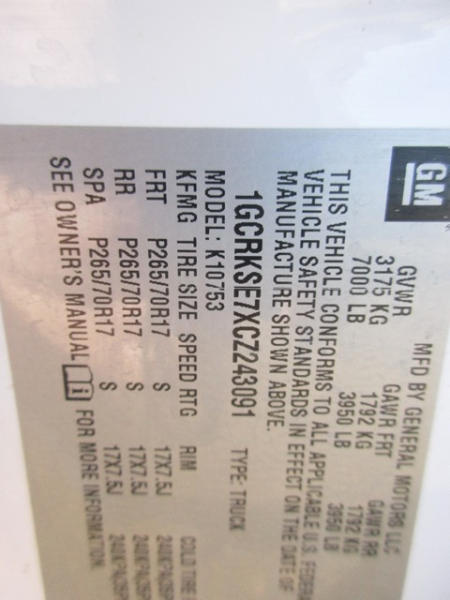 GM
MFD BY GENERAL MOTORS LLC
GVWR GAWR FRT GAWR RR
3175 KG 1792 KG 1792 KG
7000 LB 3950 LB 3950 LB
THIS VEHICLE CONFORMS TO ALL APPLICABLE U.S. FEDERA
VEHICLE SAFETY STANDARDS IN EFFECT ON THE DATE OF
MANUFACTURE SHOWN ABOVE.
1GCRKSE7XCZ243091 TYPE: TRUCK
MODEL: K10753
KFMG TIRE SIZE SPEED RTG RIM COLD TIRE
FRT P265/70R17 S 17X7.5J
RR P265/70R17 S 17X7.5J
SPA P265/70R17 S 17X7.5J
SEE OWNER'S MANUAL FOR MORE INFORMATION